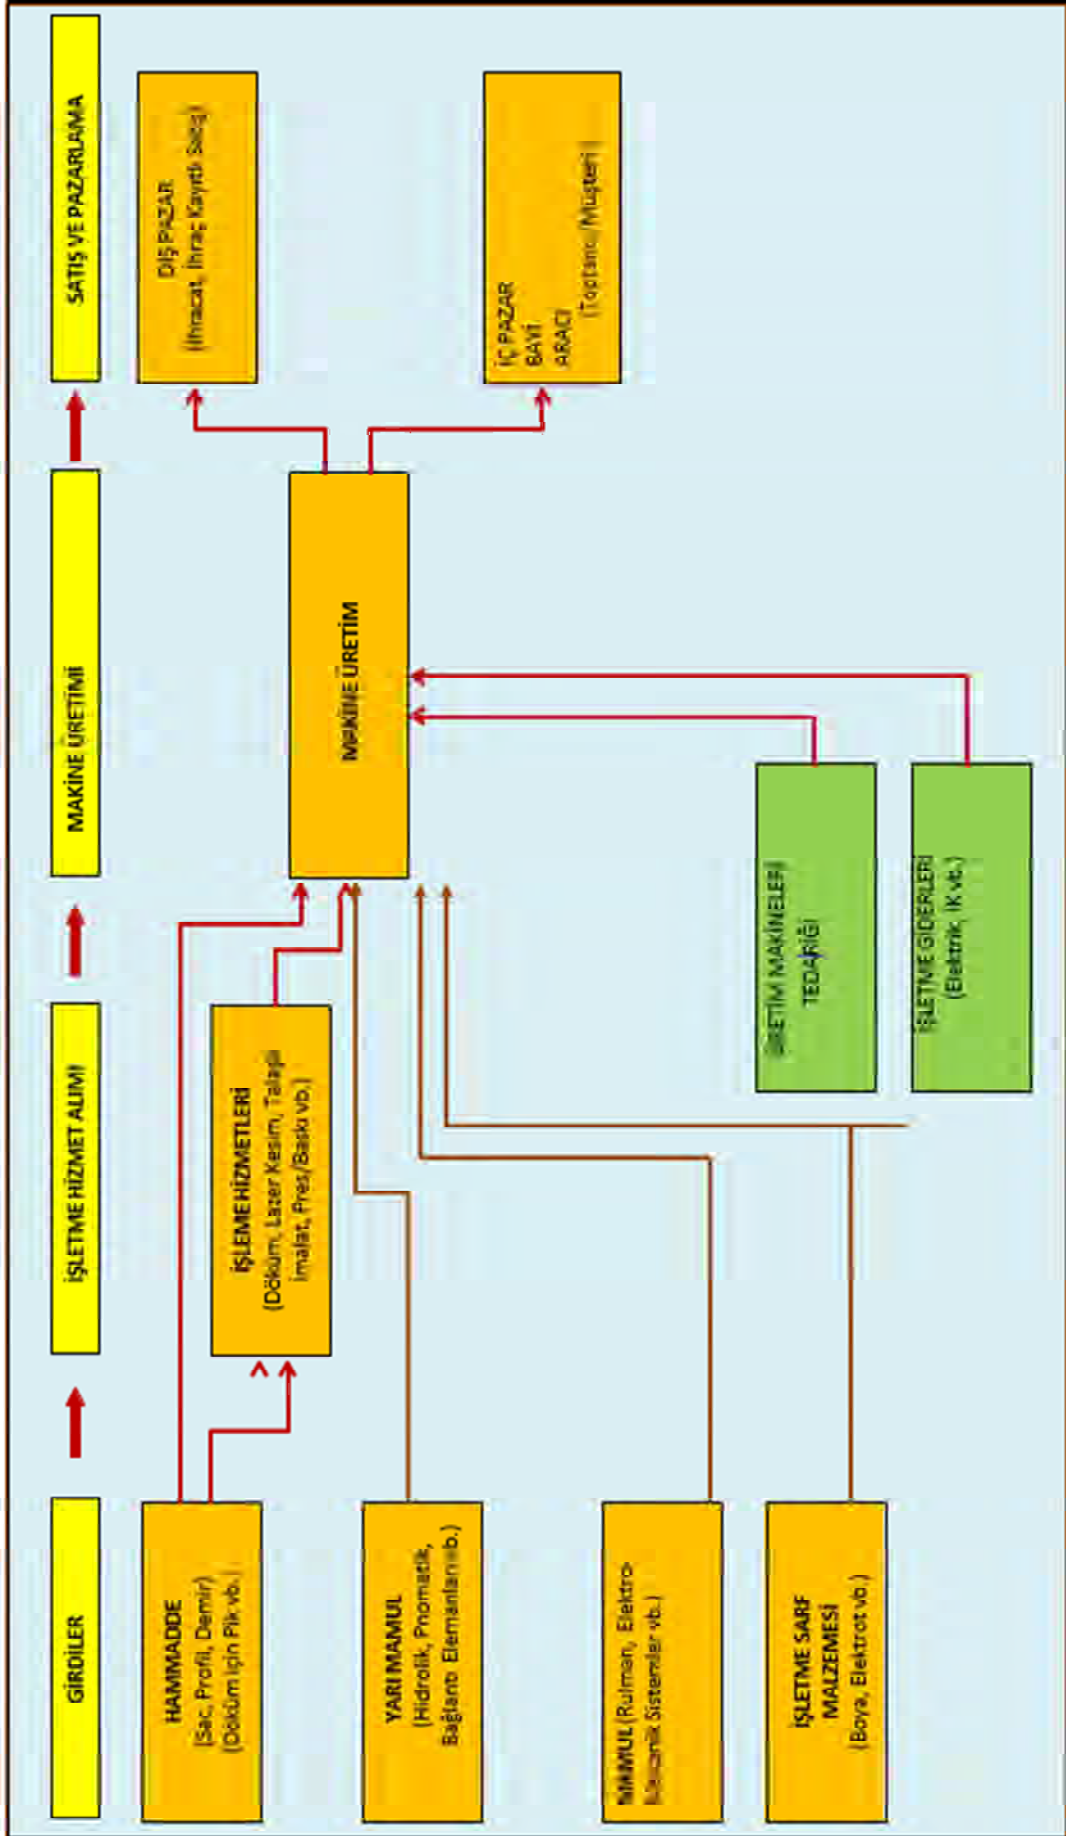 GİRDİLER
İŞLETME HİZMET ALIMI
MAKİNE ÜRETİMİ
SATIŞ VE PAZARLAMA
HAMMADDE
(Sac, Profil, Demir)
(Döküm için Pik vb.)
YARI MAMUL
(Hidrolik, Pnomatik,
Bağlantı Elemanları vb.)
MAMUL (Rulman, Elektro-
Mekanik Sistemler vb.)
İŞLETME SARF
MALZEMESİ
(Boya, Elektrot vb.)
İŞLEME HİZMETLERİ
(Döküm, Lazer Kesim, Talaşlı
İmalat, Pres/Baskı vb.)
MAKİNE ÜRETİM
ÜRETİM MAKİNELERİ
TEDARİĞİ
İŞLETME GİDERLERİ
(Elektrik, İK vb.)
DIŞ PAZAR
(İhracat, İhraç Kayıtlı Satış)
İÇ PAZAR
BAYİ
ARACI
(Toptancı/Müşteri )